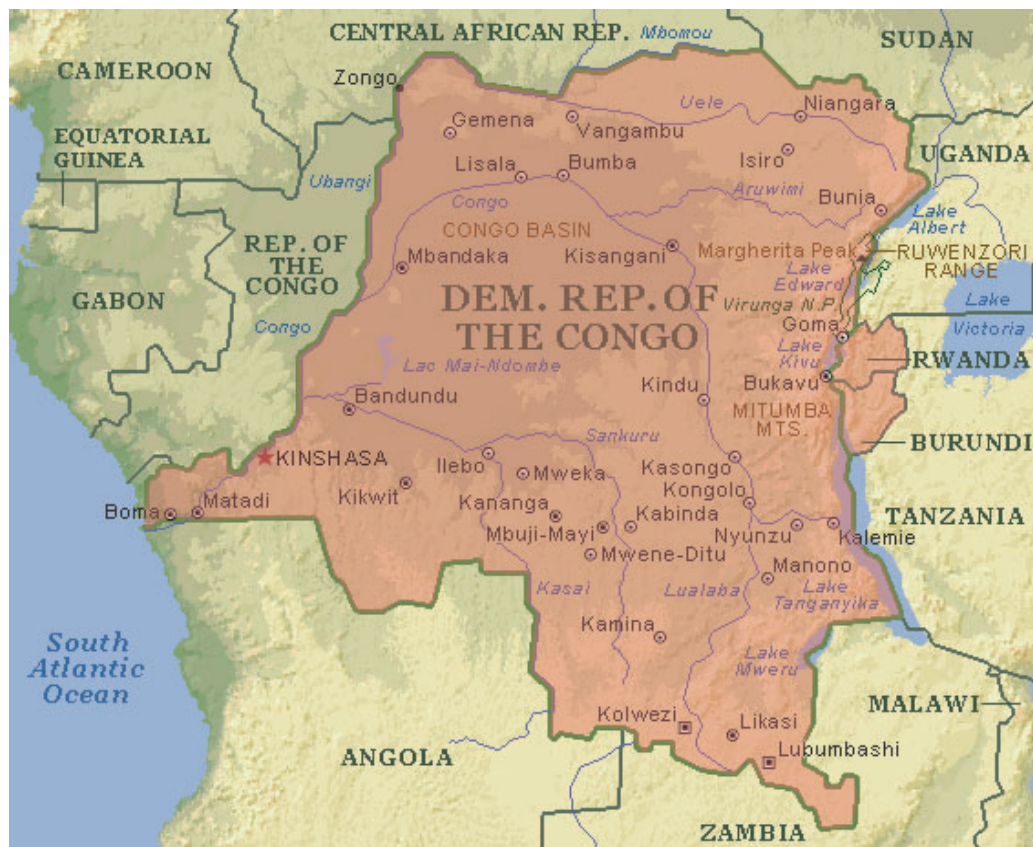 CENTRAL AFRICAN REP.
Mbomou
SUDAN
CAMEROON
Zongo
Uele
Niangara
Gemena
Vangambu
EQUATORIAL
GUINEA
Isiro
UGANDA
Lisala
Bumba
Ubangi
Aruwimi
Bunia
Congo
Lake
Albert
CONGO BASIN
REP. OF
THE
CONGO
Mbandaka
Kisangani
Margherita Peak
RUWENZORI
RANGE
Lake
Edward
GABON
DEM. REP. OF
THE CONGO
Virunga N.P.
Lake
Victoria
Congo
Goma
Lac Mai-Ndombe
Lake
Kivu
RWANDA
Bandundu
Kindu
Bukavu
MITUMBA
MTS.
Sankuru
BURUNDI
KINSHASA
Ilebo
Mweka
Kasongo
Kikwit
Kananga
Kongolo
Boma
Matadi
Kabinda
TANZANIA
Mbuji-Mayi
Nyunzu
Kalemie
Mwene-Ditu
Manono
Kasai
Lualaba
Lake
Tanganyika
Kamina
South
Atlantic
Ocean
Lake
Mweru
MALAWI
Kolwezi
Likasi
ANGOLA
Lubumbashi
ZAMBIA